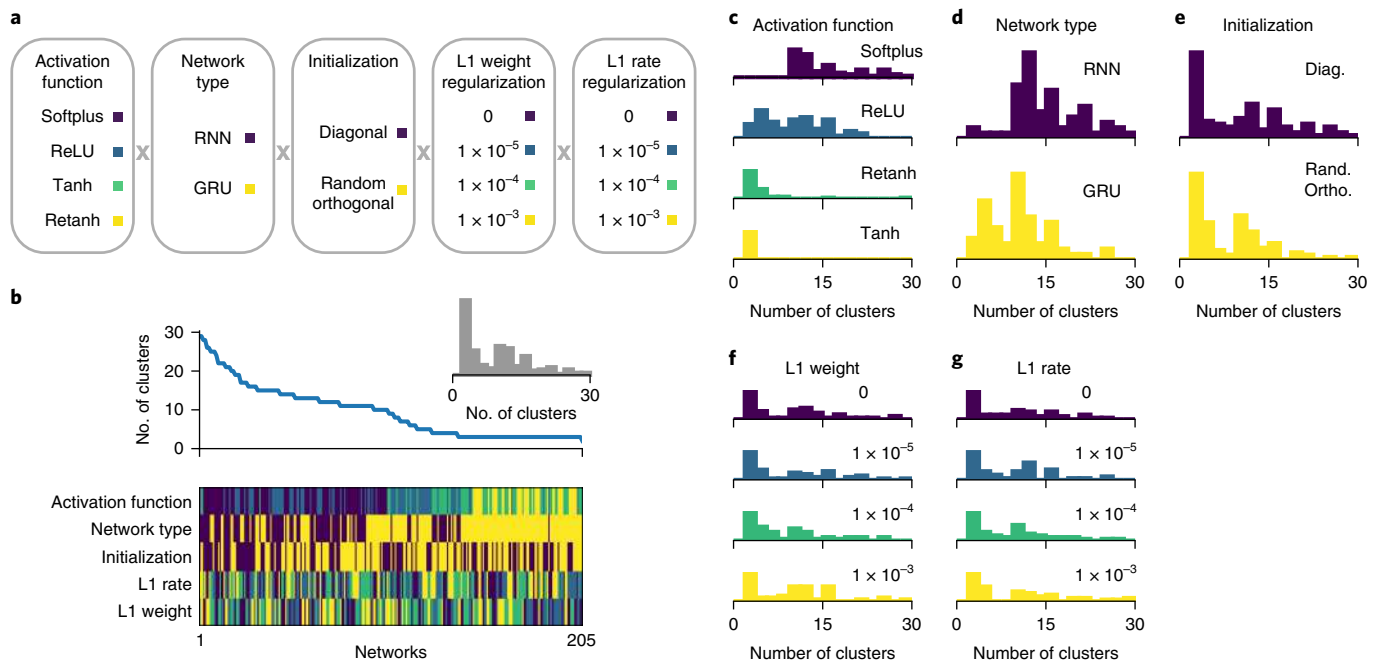 a
Activation
function
Softplus
ReLU
Tanh
Retanh
x
Network
type
RNN
GRU
x
Initialization
Diagonal
Random
orthogonal
x
L1 weight
regularization
0
1 × 10⁻⁵
1 × 10⁻⁴
1 × 10⁻³
x
L1 rate
regularization
0
1 × 10⁻⁵
1 × 10⁻⁴
1 × 10⁻³
b
No. of clusters
30
20
10
0
0 30
No. of clusters
Activation function
Network type
Initialization
L1 rate
L1 weight
1 205
Networks
c
Activation function
Softplus
ReLU
Retanh
Tanh
0 15 30
Number of clusters
d
Network type
RNN
GRU
0 15 30
Number of clusters
e
Initialization
Diag.
Rand.
Ortho.
0 15 30
Number of clusters
f
L1 weight
0
1 × 10⁻⁵
1 × 10⁻⁴
1 × 10⁻³
0 15 30
Number of clusters
g
L1 rate
0
1 × 10⁻⁵
1 × 10⁻⁴
1 × 10⁻³
0 15 30
Number of clusters